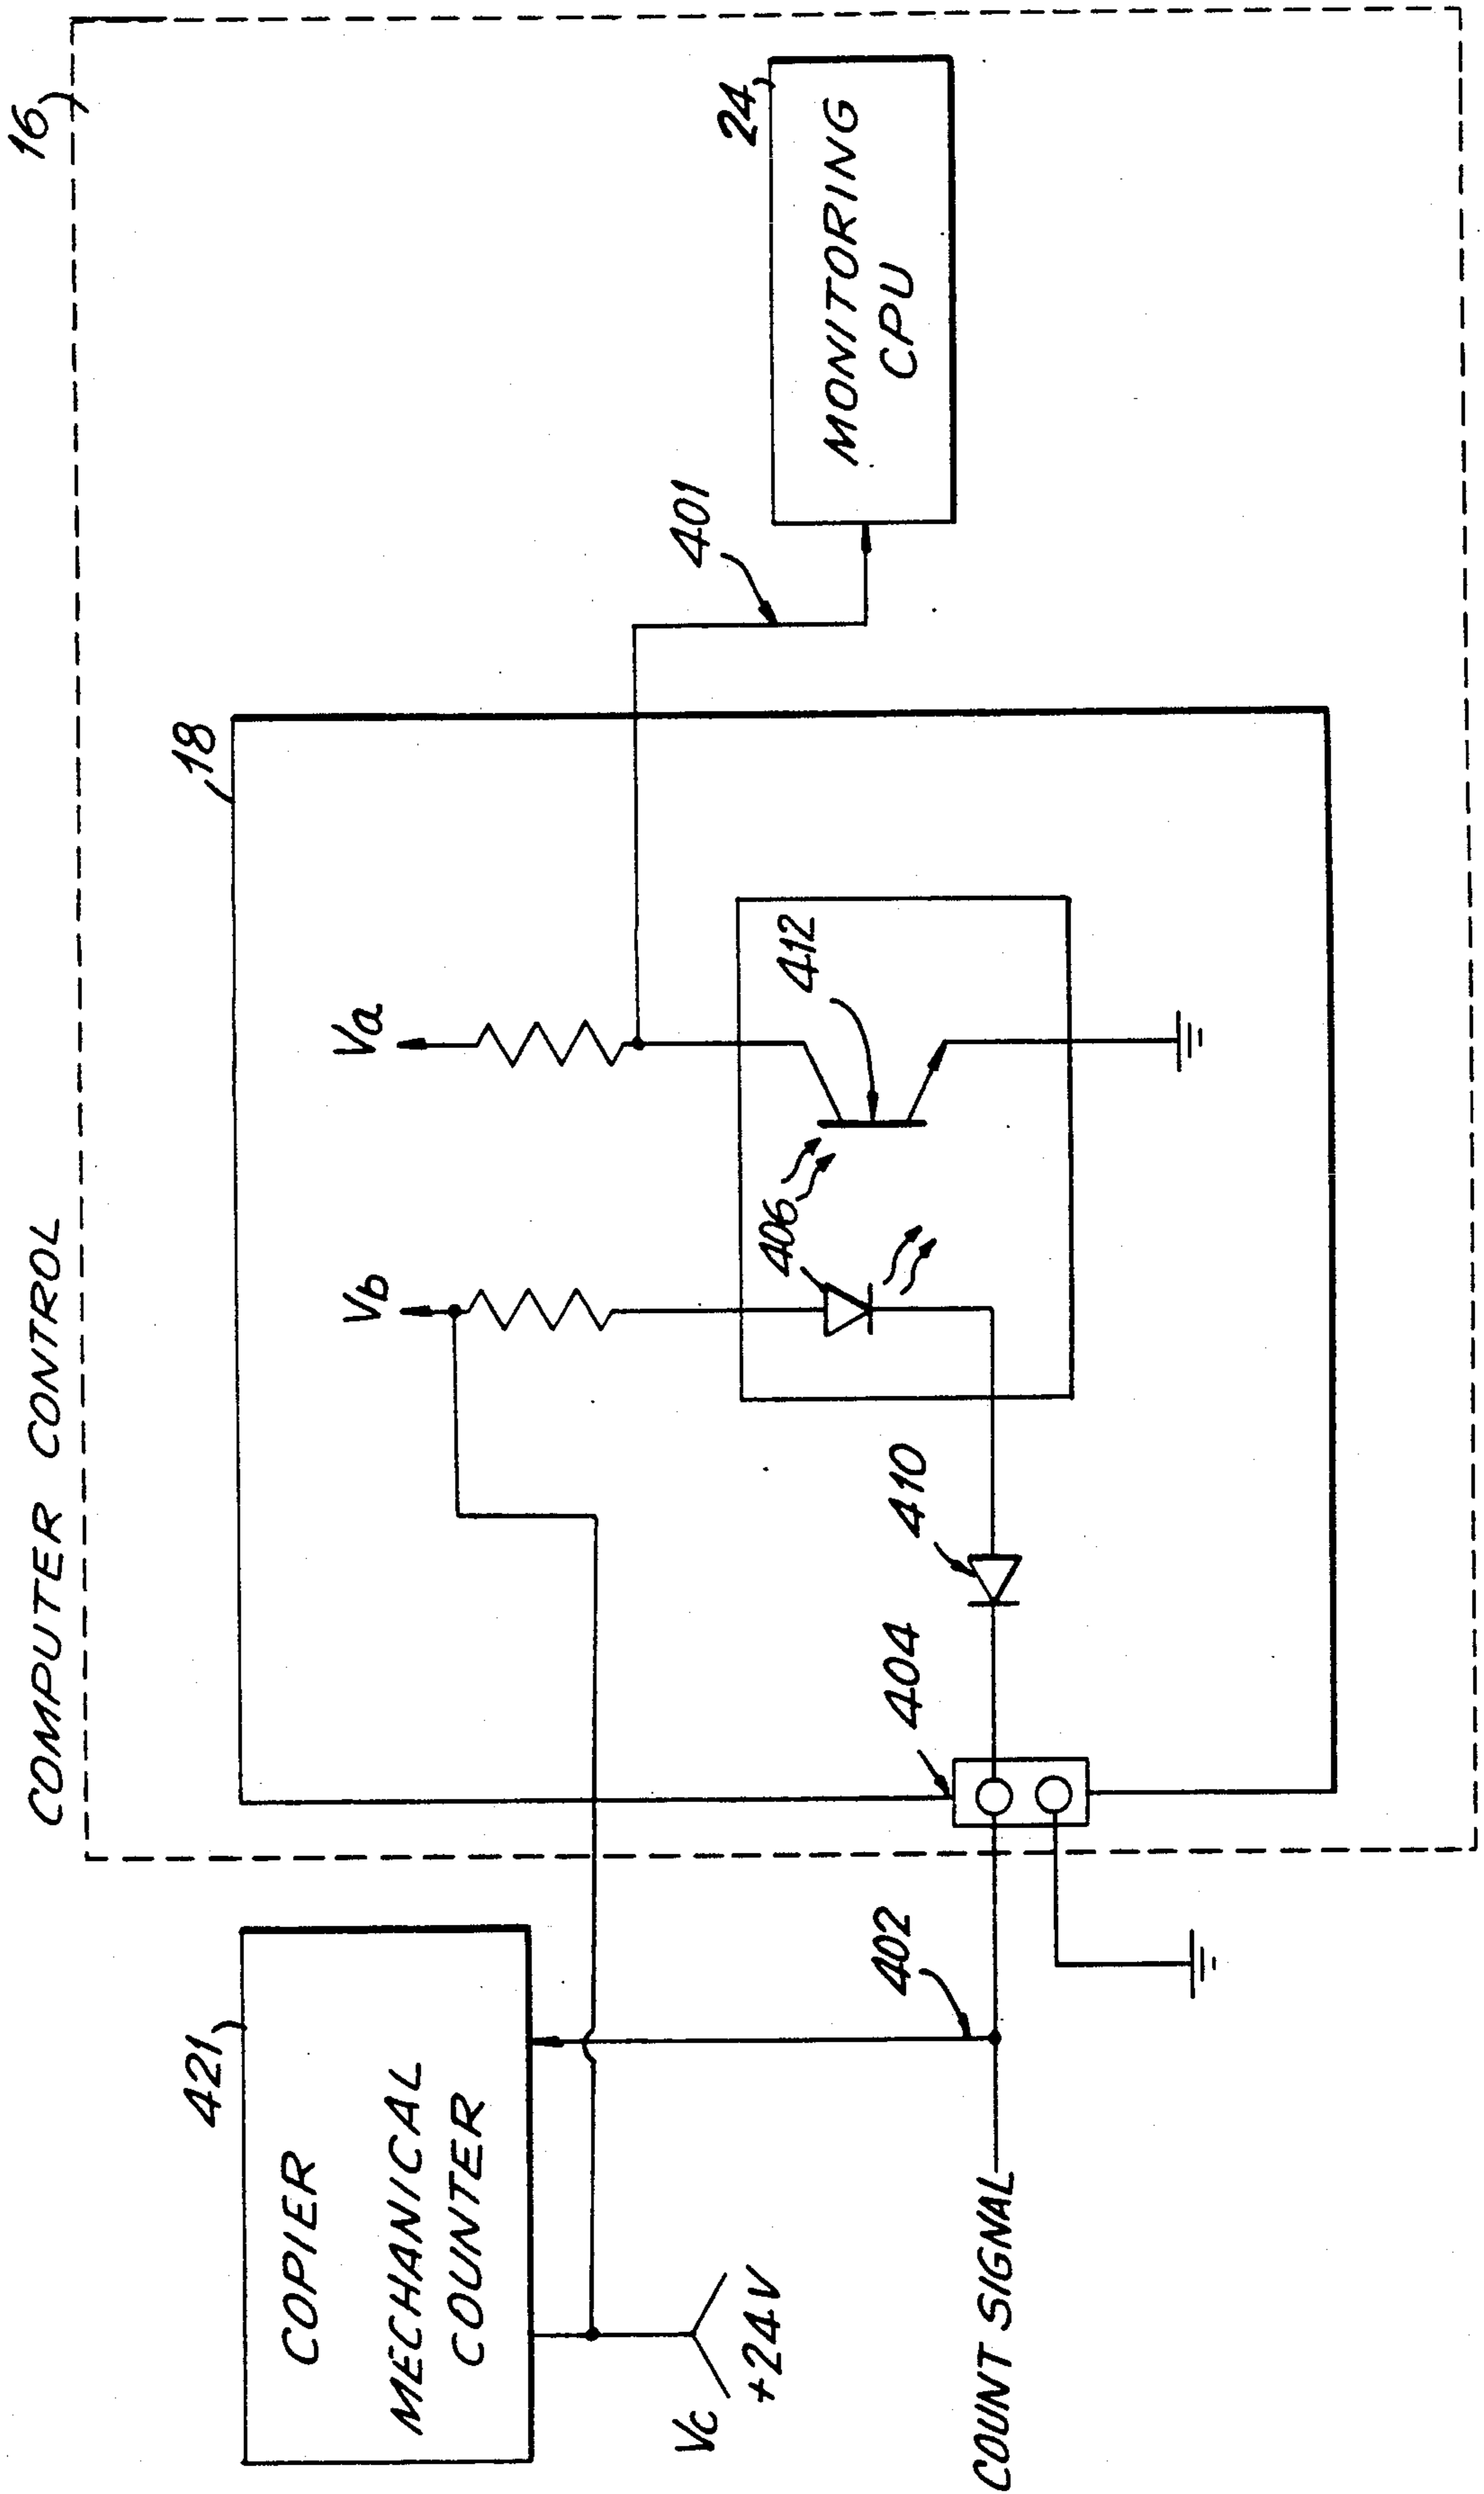 COMPUTER CONTROL
16
18
24
MONITORING
CPU
401
Va
Vb
412
406
410
404
402
421
COPIER
MECHANICAL
COUNTER
Vc
+24V
COUNT SIGNAL